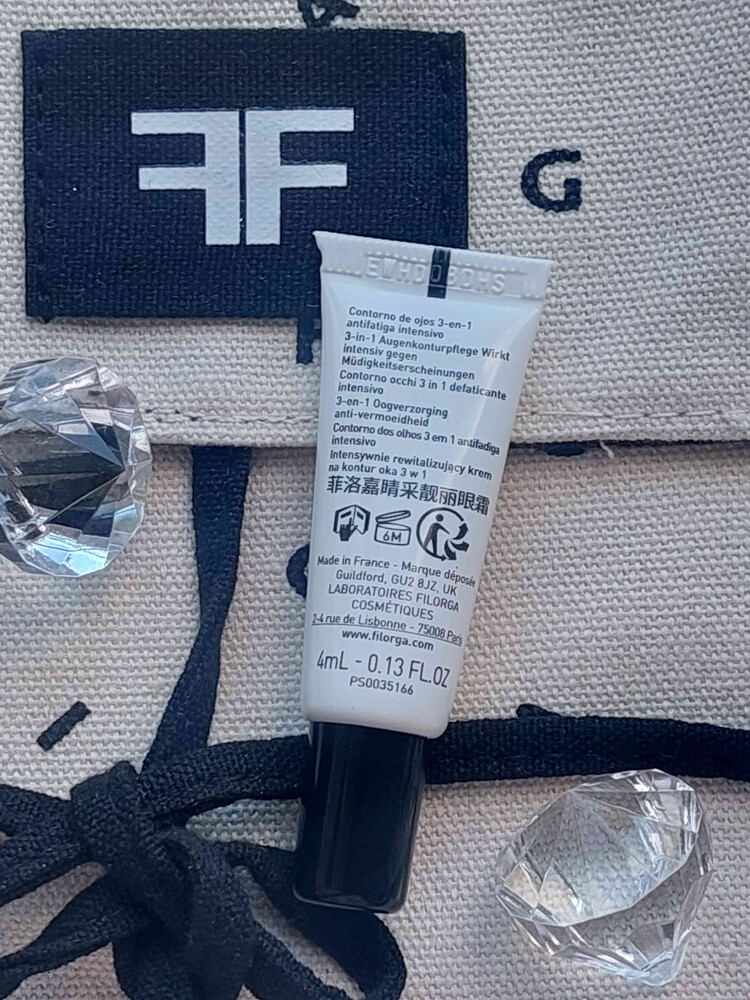 FF
G
Contorno de ojos 3-en-1
antifatiga intensivo
3-in-1 Augenkonturpflege Wirkt
intensiv gegen
Müdigkeitserscheinungen
Contorno occhi 3 in 1 defaticante
intensivo
3-en-1 Oogverzorging
anti-vermoeidheid
Contorno dos olhos 3 em 1 antifadiga
intensivo
Intensywnie rewitalizujący krem
na kontur oka 3 w 1
菲洛嘉晴采靓丽眼霜
6M
Made in France - Marque déposée
Guildford, GU2 8JZ, UK
LABORATOIRES FILORGA
COSMÉTIQUES
2-4 rue de Lisbonne - 75008 Paris
www.filorga.com
4mL - 0.13 FL.OZ
PS0035166